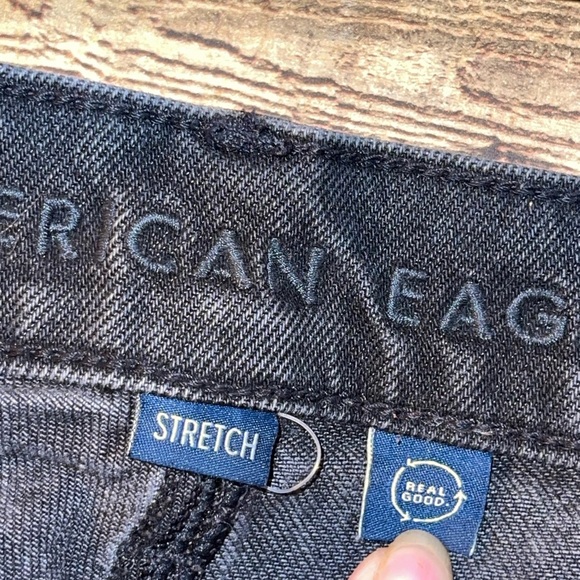 ERICAN EAG
STRETCH
REAL
GOOD.